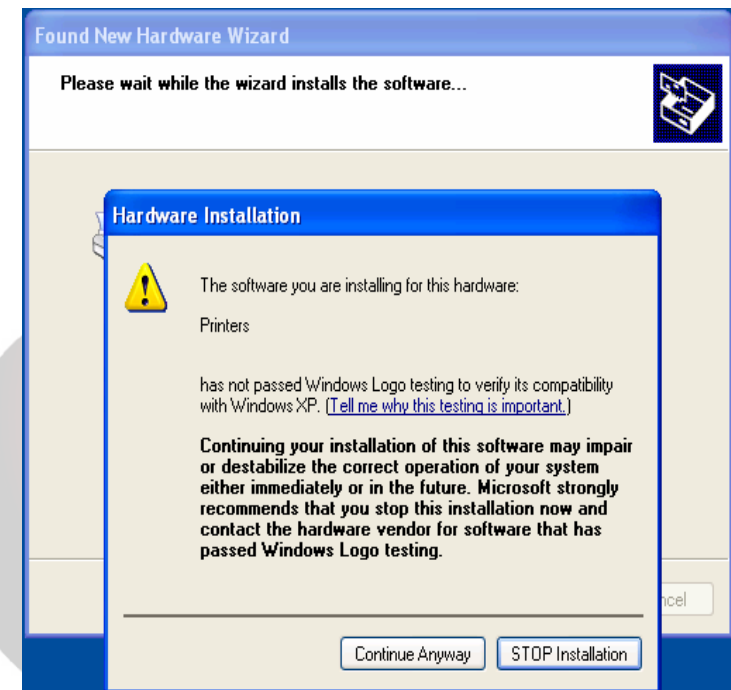 Found New Hardware Wizard
Please wait while the wizard installs the software...
Hardware Installation
The software you are installing for this hardware:
Printers
has not passed Windows Logo testing to verify its compatibility
with Windows XP. (Tell me why this testing is important.)
Continuing your installation of this software may impair
or destabilize the correct operation of your system
either immediately or in the future. Microsoft strongly
recommends that you stop this installation now and
contact the hardware vendor for software that has
passed Windows Logo testing.
ncel
Continue Anyway STOP Installation